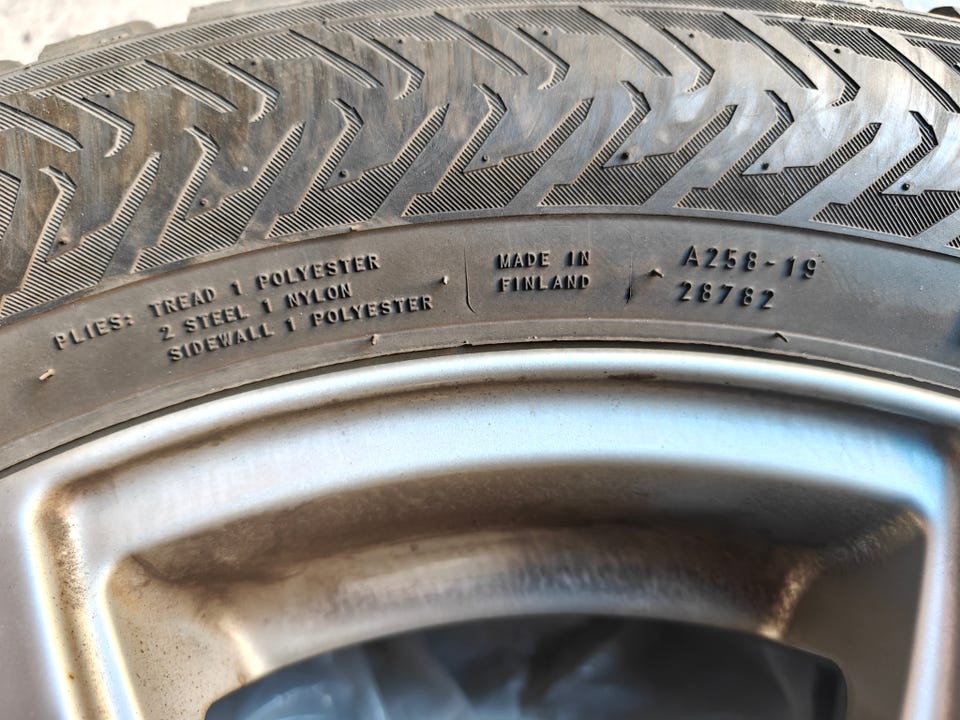 PLIES: TREAD 1 POLYESTER
2 STEEL 1 NYLON
SIDEWALL 1 POLYESTER
MADE IN
FINLAND
A258-19
28782